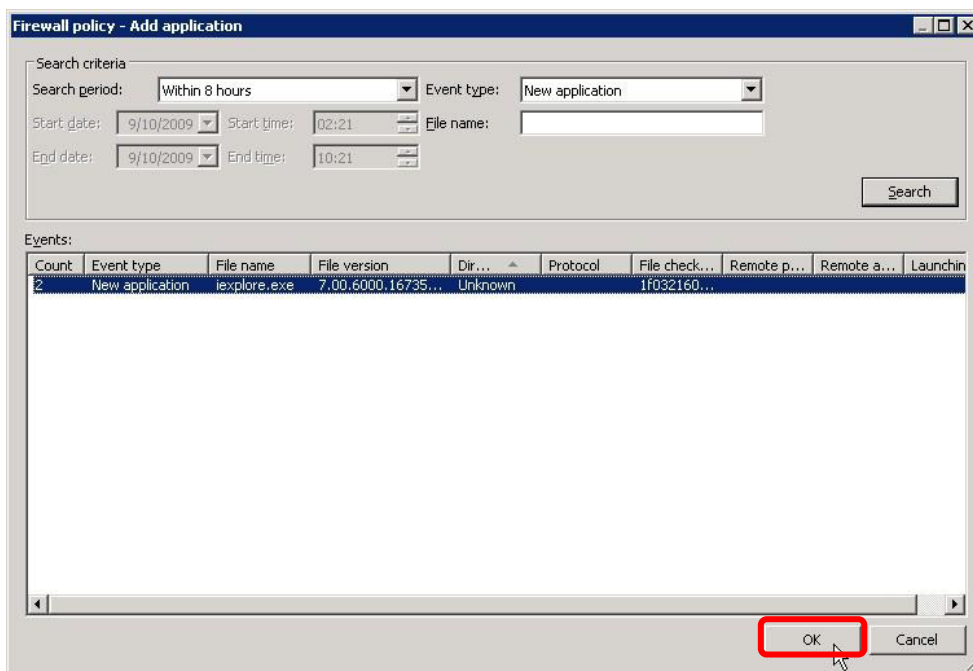 Firewall policy - Add application
Search criteria
Search period: Within 8 hours Event type: New application
Start date: 9/10/2009 Start time: 02:21 File name:
End date: 9/10/2009 End time: 10:21
Search
Events:
Count Event type File name File version Dir... Protocol File check... Remote p... Remote a... Launchin
2 New application iexplore.exe 7.00.6000.16735... Unknown 1f032160...
OK Cancel